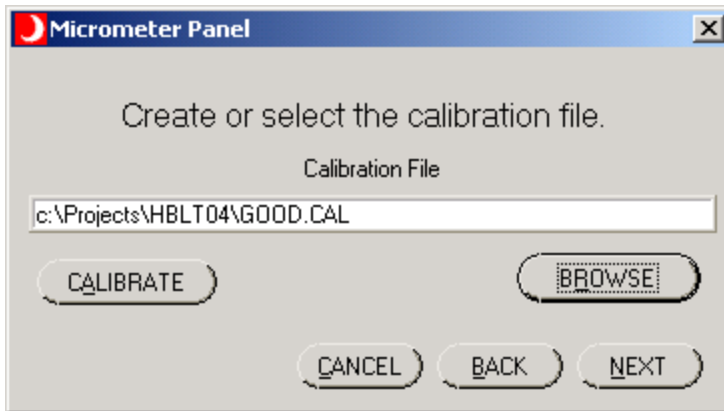 Micrometer Panel
Create or select the calibration file.
Calibration File
c:\Projects\HBLT04\GOOD.CAL
CALIBRATE
BROWSE
CANCEL BACK NEXT